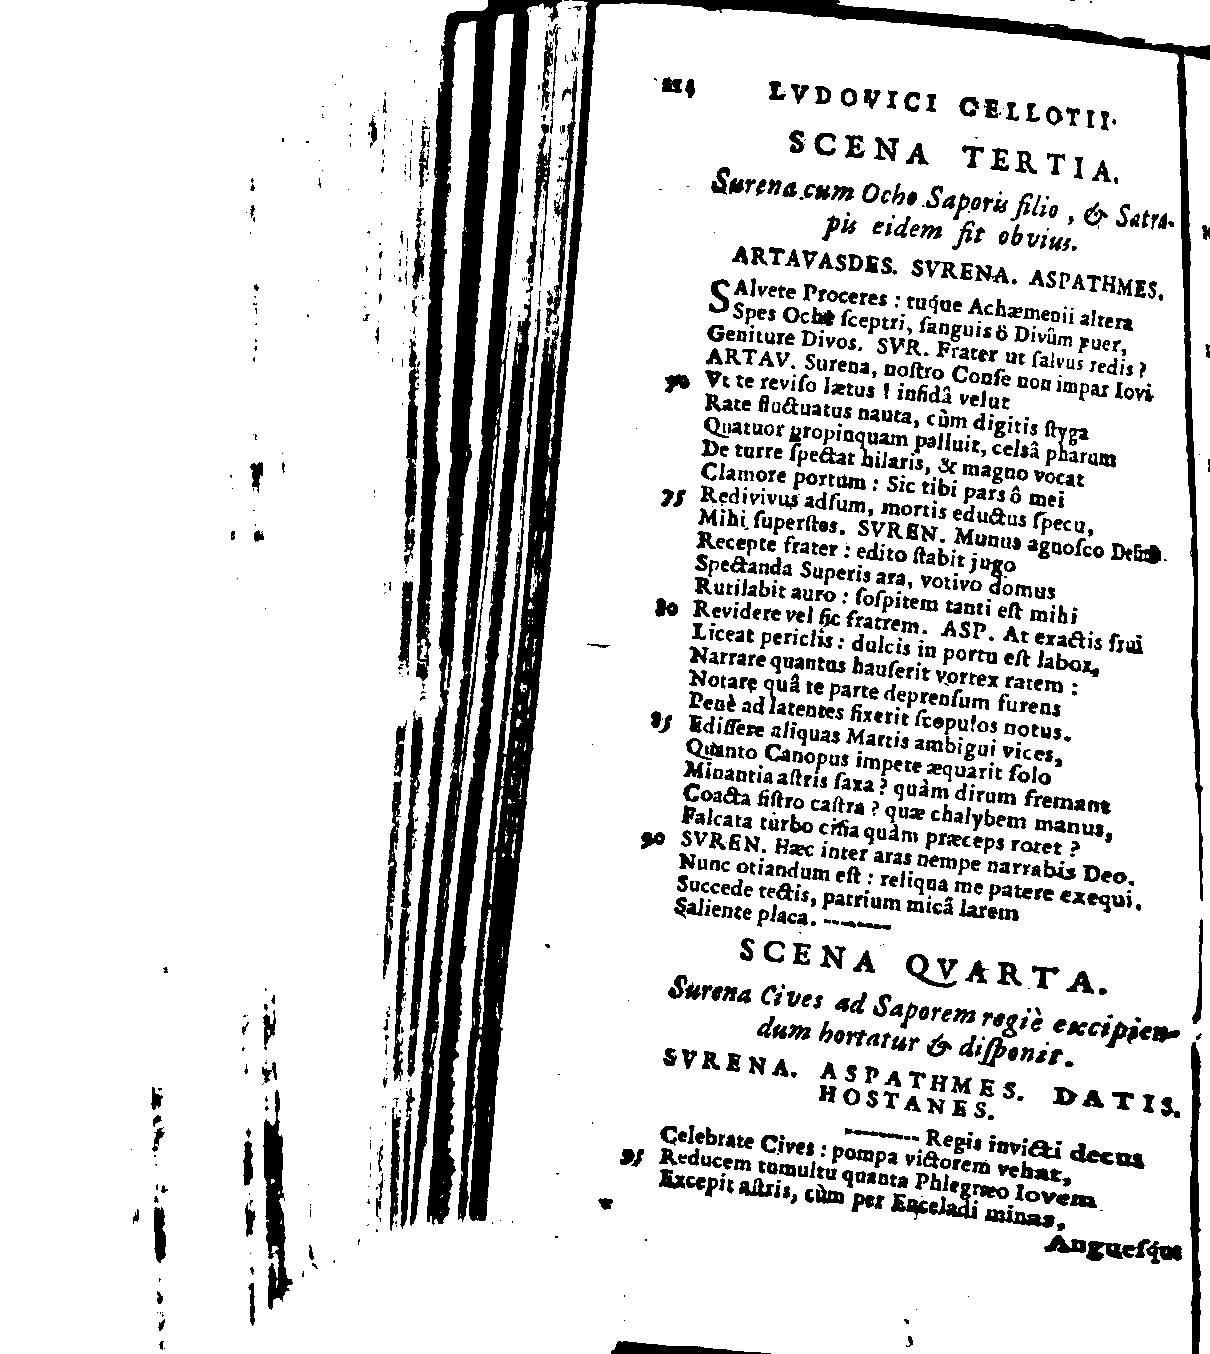 214 LVDOVICI CELLOTII.
SCENA TERTIA.
Surena cum Ocho Saporis filio, & Satra-
pis eidem fit obvius.
ARTAVASDES. SVRENA. ASPATHMES.
SAlvete Proceres : tuq́ue Achæmenii altera
Spes Oche ſceptri, ſanguis ô Divûm puer,
Geniture Divos. SVR. Frater ut ſalvus redis ?
ARTAV. Surena, noſtro Conſe non impar Iovi
70 Vt te reviſo lætus ! infidâ velut
Rate fluctuatus nauta, cùm digitis ſtyga
Quatuor propinquam palluit, celsâ pharum
De turre ſpectat hilaris, & magno vocat
Clamore portum : Sic tibi pars ô mei
75 Redivivus adſum, mortis eductus ſpecu,
Mihi ſuperſtes. SVREN. Munus agnoſco
Recepte frater : edito ſtabit jugo
Spectanda Superis ara, votivo domus
Rutilabit auro : ſoſpitem tanti eſt mihi
80 Revidere vel ſic fratrem. ASP. At exactis frui
Liceat periclis : dulcis in portu eſt labor,
Narrare quantus hauſerit vortex ratem :
Notare quâ te parte deprenſum furens
Penè ad latentes fixerit ſcopulos notus.
85 Ediſſere aliquas Martis ambigui vices,
Quanto Canopus impete æquarit ſolo
Minantia aſtris ſaxa ? quàm dirum fremant
Coacta ſiſtro caſtra ? quæ chalybem manus,
Falcata turbo cisia quàm præceps rotet ?
90 SVREN. Hæc inter aras nempe narrabis Deo.
Nunc otiandum eſt : reliqua me patere exequi.
Succede tectis, patrium micâ larem
Saliente placa. --------
SCENA QVARTA.
Surena Cives ad Saporem regiè excipien-
dum hortatur & diſponit.
SVRENA. ASPATHMES. DATIS.
HOSTANES.
-------- Regis invicti decus
Celebrate Cives : pompa victorem vehat,
95 Reducem tumultu quanta Phlegræo Iovem
Excepit aſtris, cùm per Enceladi minas,
Angueſq́ue